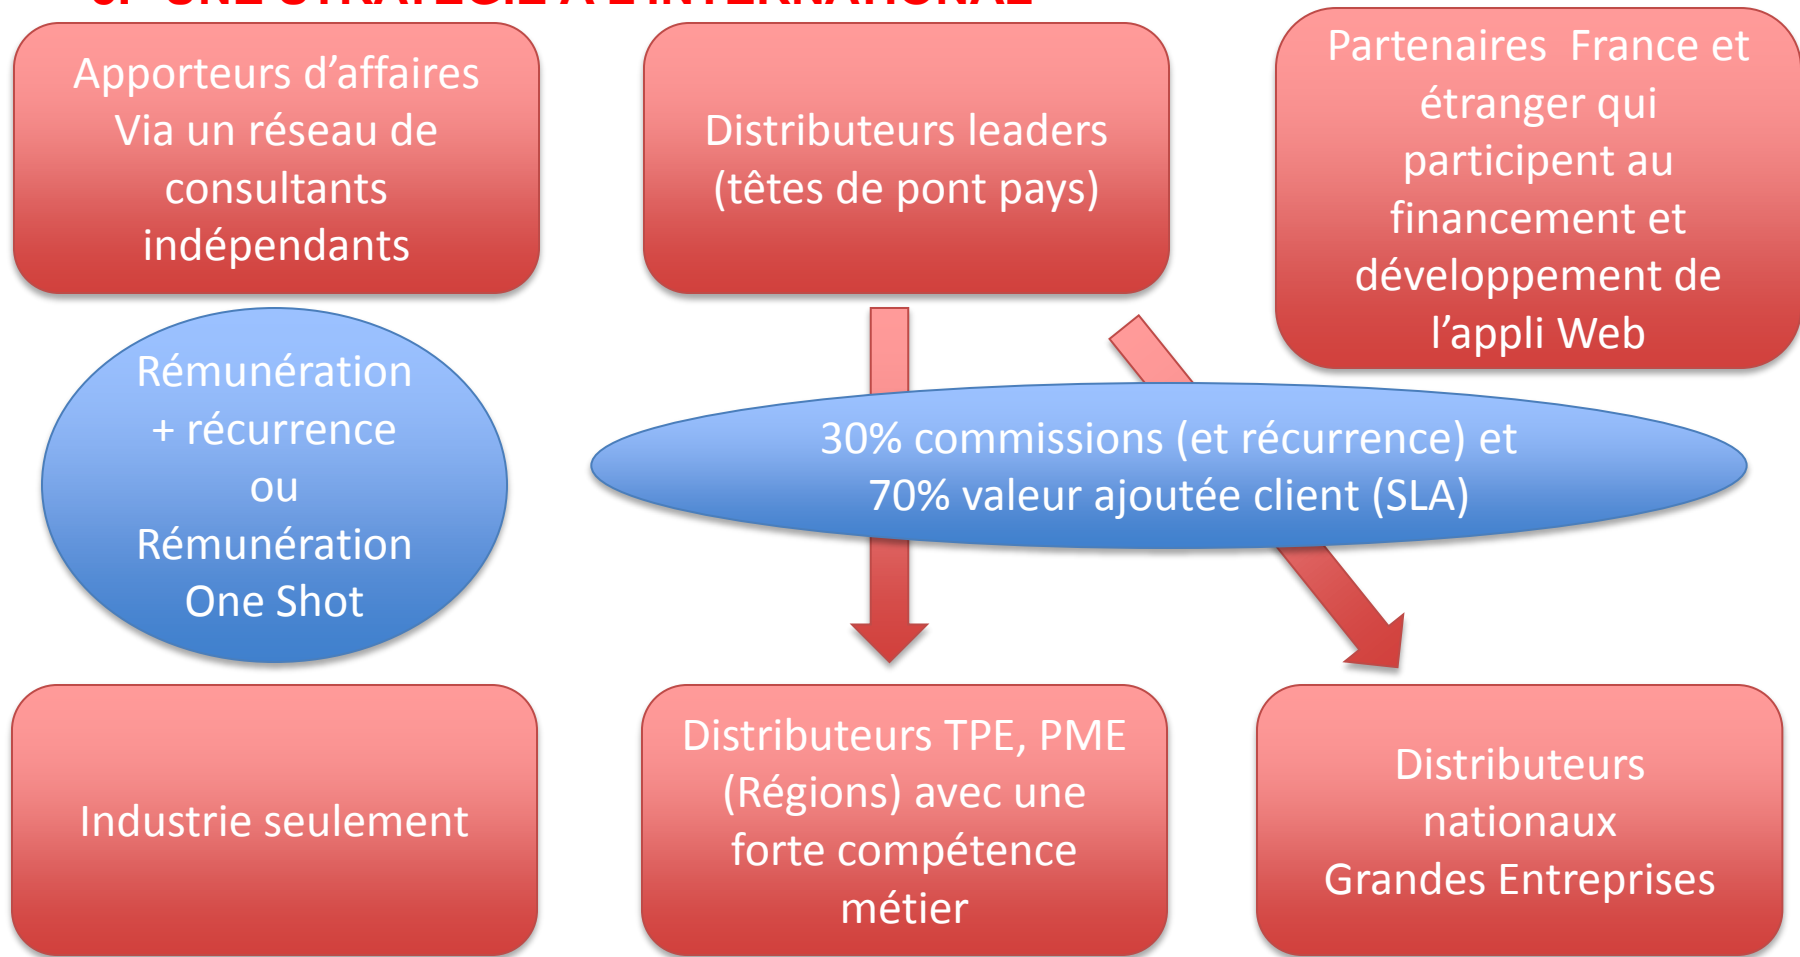 UNE STRATEGIE A L'INTERNATIONAL
Apporteurs d’affaires
Via un réseau de
consultants
indépendants
Distributeurs leaders
(têtes de pont pays)
Partenaires  France et
étranger qui
participent au
financement et
développement de
l’appli Web
Rémunération
+ récurrence
ou
Rémunération
One Shot
30% commissions (et récurrence) et
70% valeur ajoutée client (SLA)
Industrie seulement
Distributeurs TPE, PME
(Régions) avec une
forte compétence
métier
Distributeurs
nationaux
Grandes Entreprises